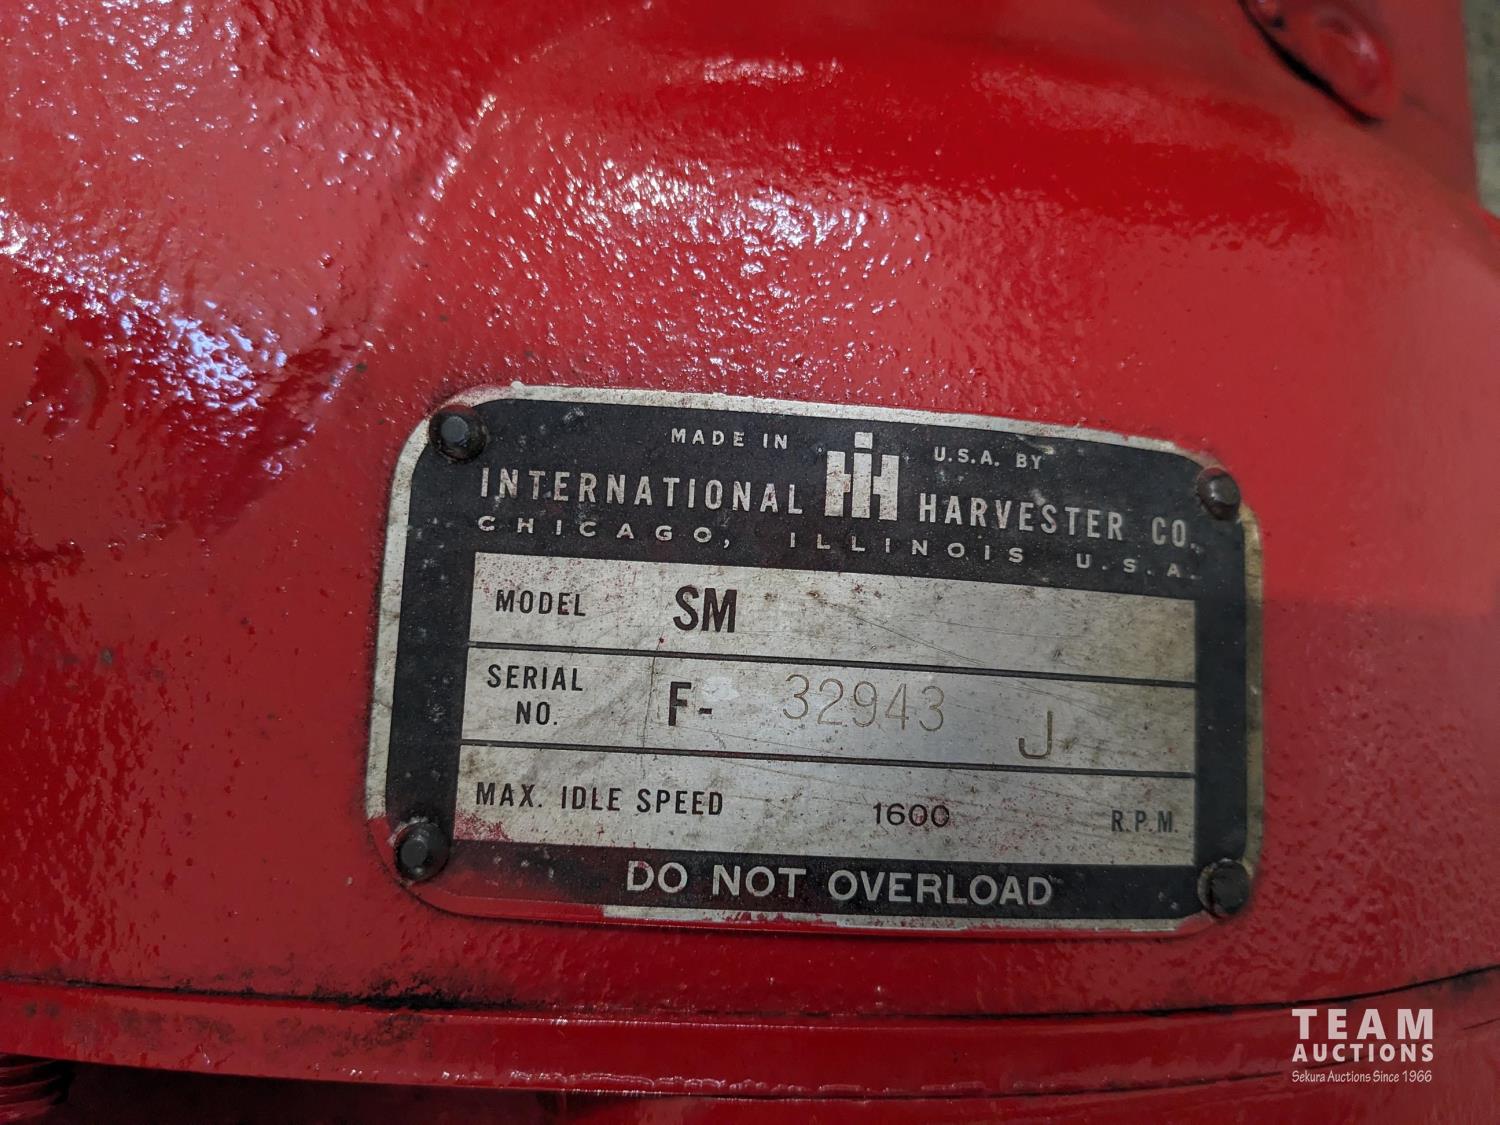 MADE IN IH U.S.A. BY
INTERNATIONAL HARVESTER CO.
CHICAGO, ILLINOIS U.S.A.
MODEL SM
SERIAL NO. F- 32943 J
MAX. IDLE SPEED 1600 R.P.M.
DO NOT OVERLOAD
TEAM
AUCTIONS
Sekura Auctions Since 1966